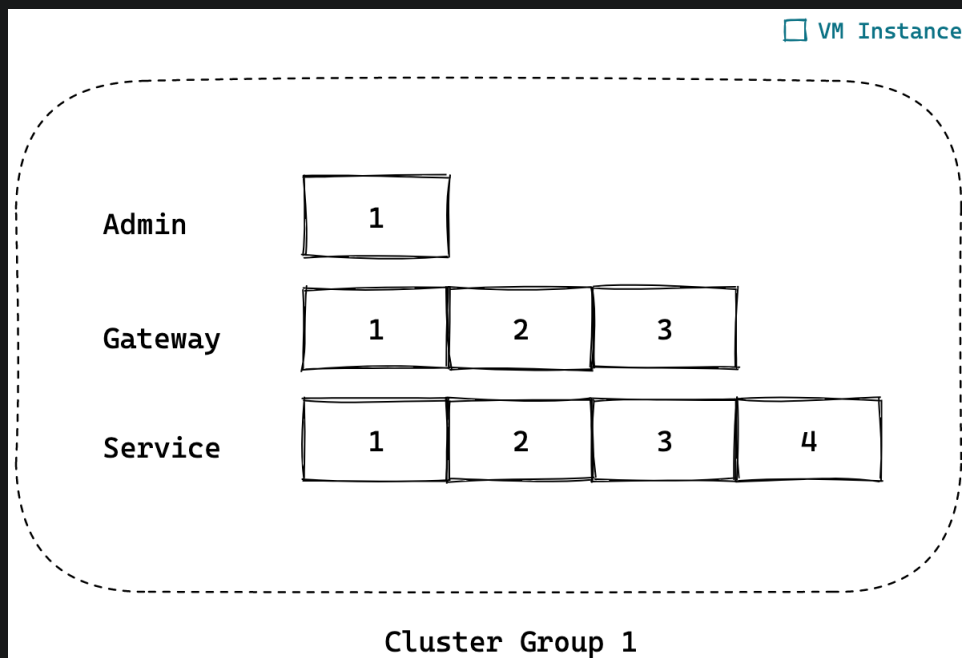 VM Instance
Admin 1
Gateway 1 2 3
Service 1 2 3 4
Cluster Group 1